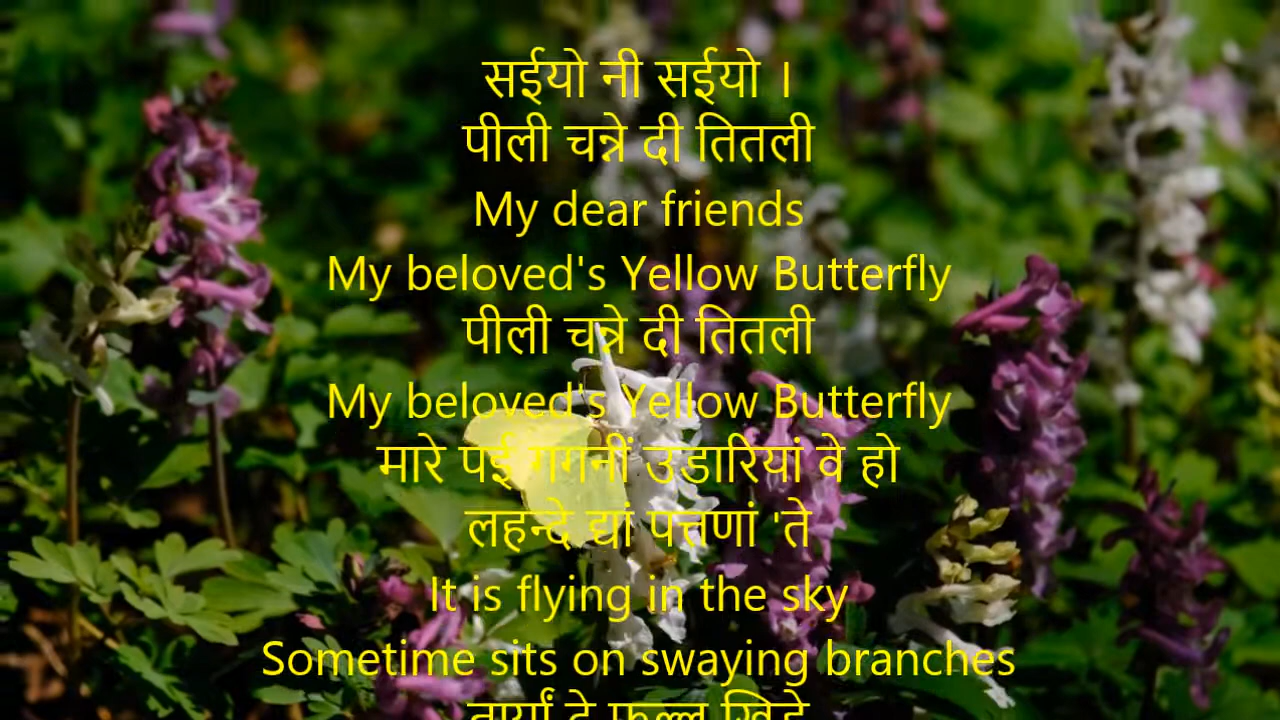 सईयो नी सईयो ।
पीली चन्ने दी तितली
My dear friends
My beloved's Yellow Butterfly
पीली चन्ने दी तितली
My beloved's Yellow Butterfly
मारे पई गगनीं उडारियां वे हो
लहन्दे द्यां पत्तणां 'ते
It is flying in the sky
Sometime sits on swaying branches